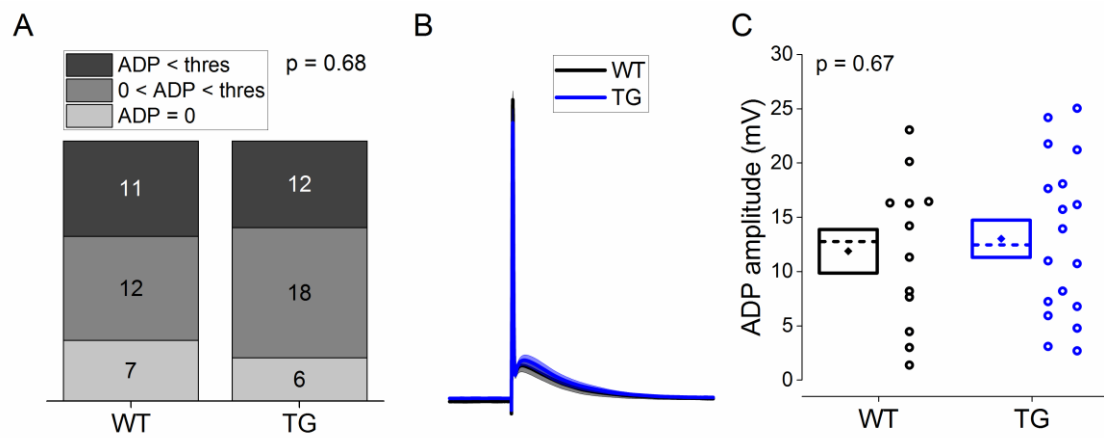 A
ADP < thres
0 < ADP < thres
ADP = 0
p = 0.68
11
12
12
18
7
6
WT
TG
B
WT
TG
C
p = 0.67
ADP amplitude (mV)
30
25
20
15
10
5
0
WT
TG